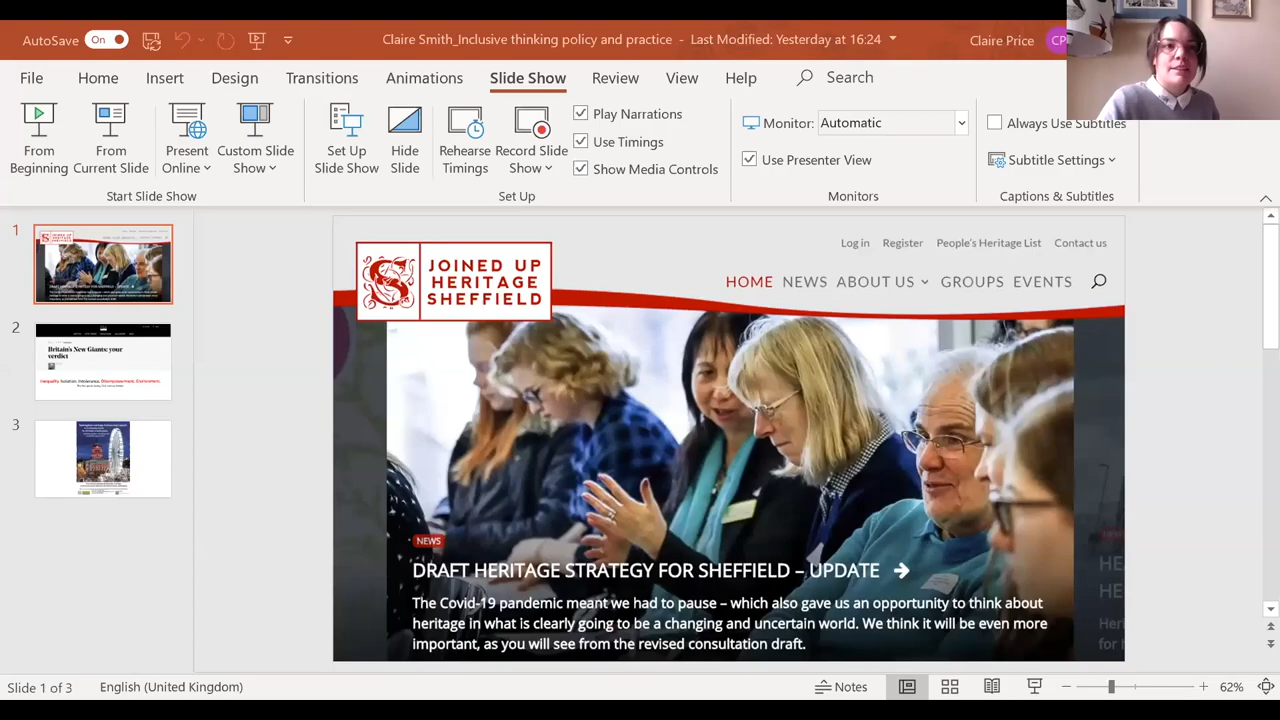 AutoSave On
Claire Smith_Inclusive thinking policy and practice - Last Modified: Yesterday at 16:24
Claire Price
File Home Insert Design Transitions Animations Slide Show Review View Help Search
From Beginning
From Current Slide
Present Online
Custom Slide Show
Start Slide Show
Set Up Slide Show
Hide Slide
Rehearse Timings
Record Slide Show
Play Narrations
Use Timings
Show Media Controls
Set Up
Monitor: Automatic
Use Presenter View
Monitors
Always Use Subtitles
Subtitle Settings
Captions & Subtitles
1
2
Britain's New Giants: your
verdict
3
Log in Register People's Heritage List Contact us
JOINED UP
HERITAGE
SHEFFIELD
HOME NEWS ABOUT US GROUPS EVENTS
NEWS
DRAFT HERITAGE STRATEGY FOR SHEFFIELD – UPDATE
The Covid-19 pandemic meant we had to pause – which also gave us an opportunity to think about
heritage in what is clearly going to be a changing and uncertain world. We think it will be even more
important, as you will see from the revised consultation draft.
Slide 1 of 3 English (United Kingdom) Notes 62%